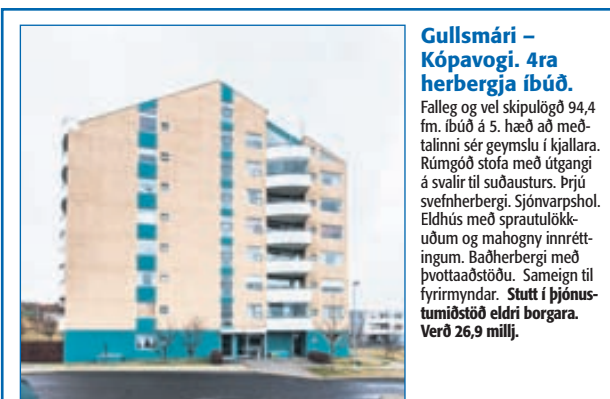 Gullsmári –
Kópavogi. 4ra
herbergja íbúð.
Falleg og vel skipulögð 94,4
fm. íbúð á 5. hæð að með-
talinni sér geymslu í kjallara.
Rúmgóð stofa með útgangi
á svalir til suðausturs. Þrjú
svefnherbergi. Sjónvarpshol.
Eldhús með sprautulökk-
uðum og mahogny innrétt-
ingum. Baðherbergi með
þvottaaðstöðu. Sameign til
fyrirmyndar. Stutt í þjónus-
tumiðstöð eldri borgara.
Verð 26,9 millj.